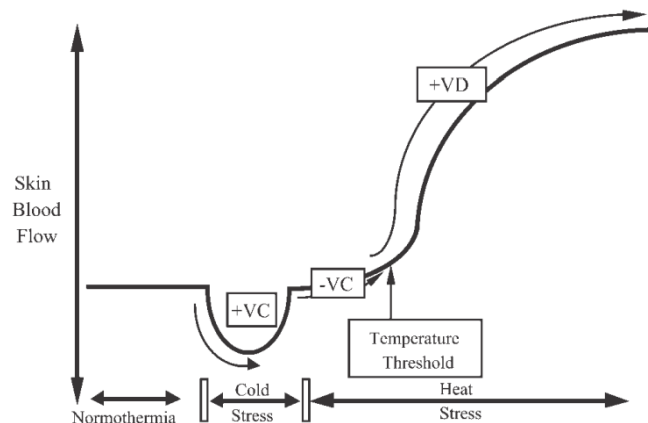 +VD
Skin
Blood
Flow
-VC
+VC
Temperature
Threshold
Cold
Stress
Heat
Stress
Normothermia